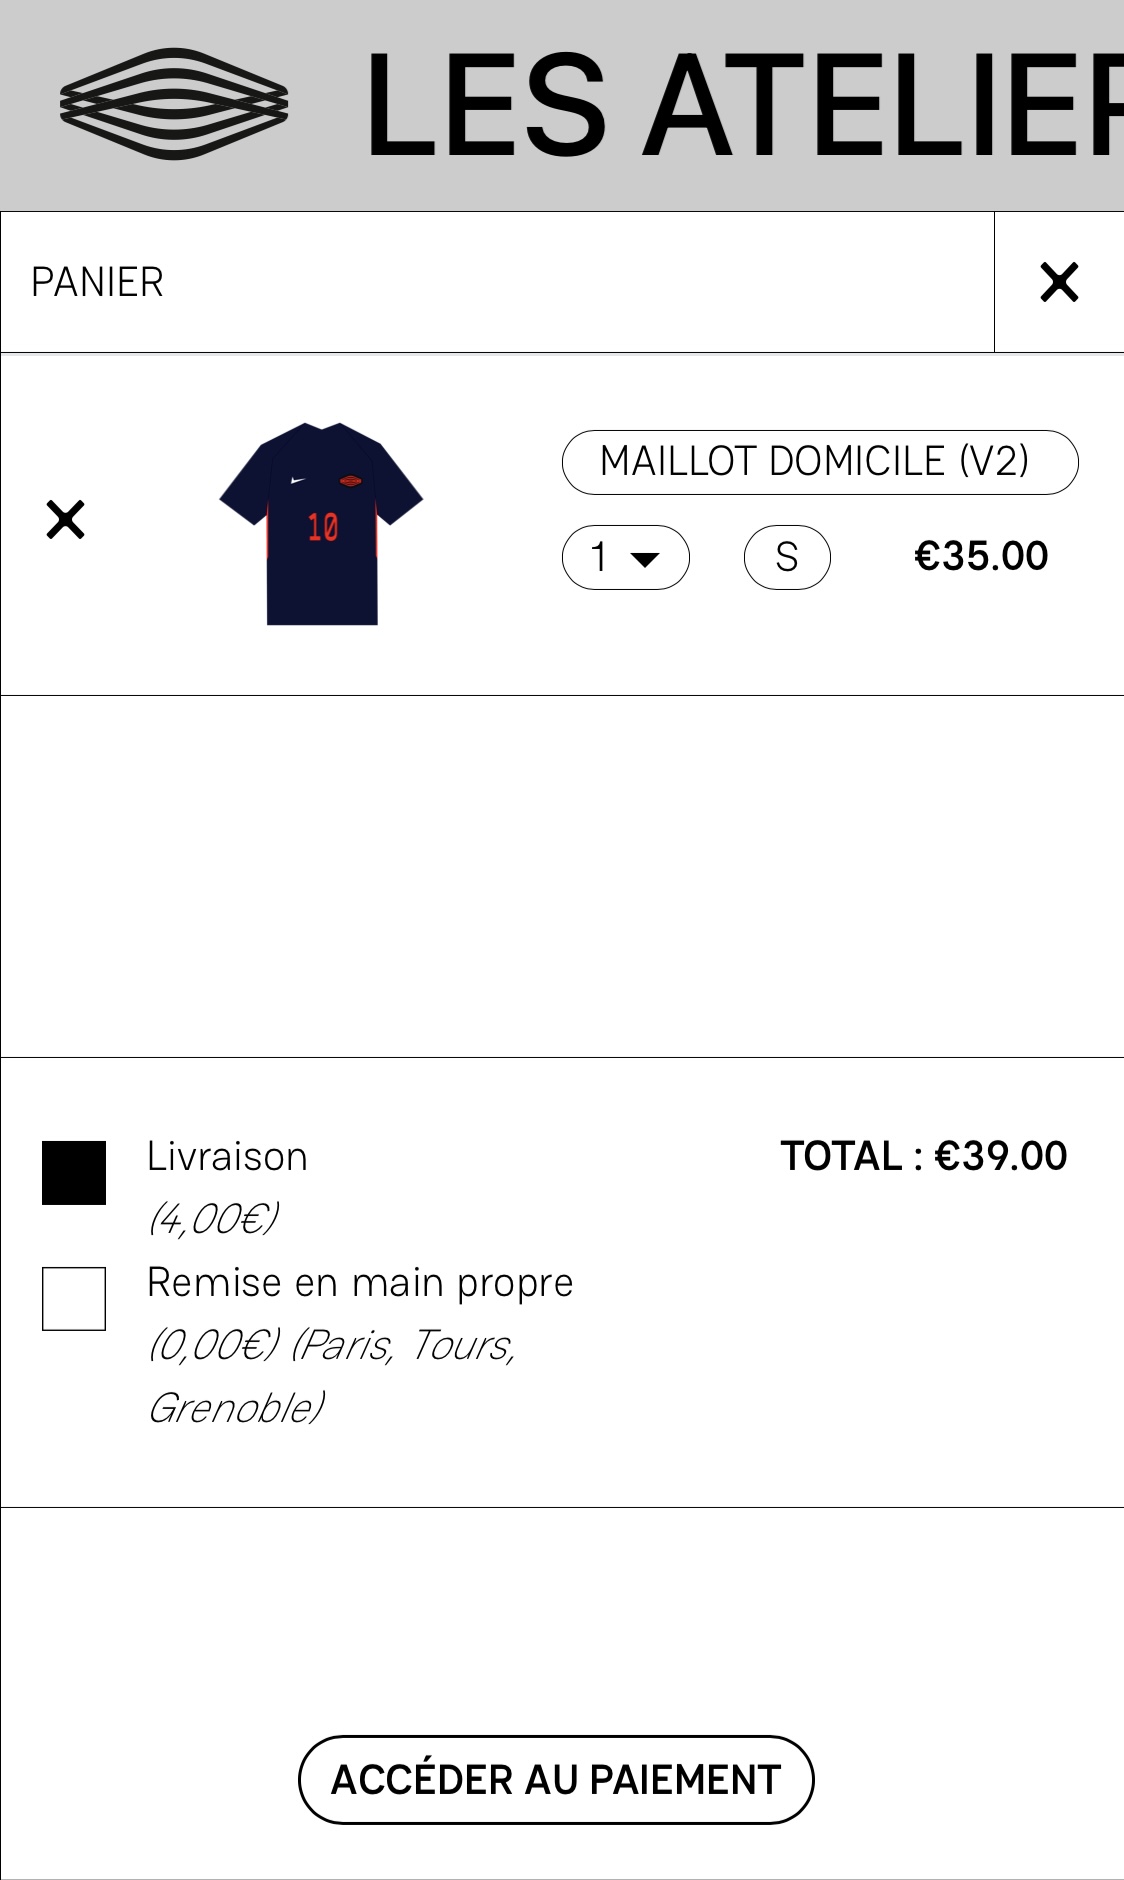 LES ATELIER
PANIER
MAILLOT DOMICILE (V2)
10
1 S €35.00
Livraison TOTAL : €39.00
(4,00€)
Remise en main propre
(0,00€) (Paris, Tours,
Grenoble)
ACCÉDER AU PAIEMENT